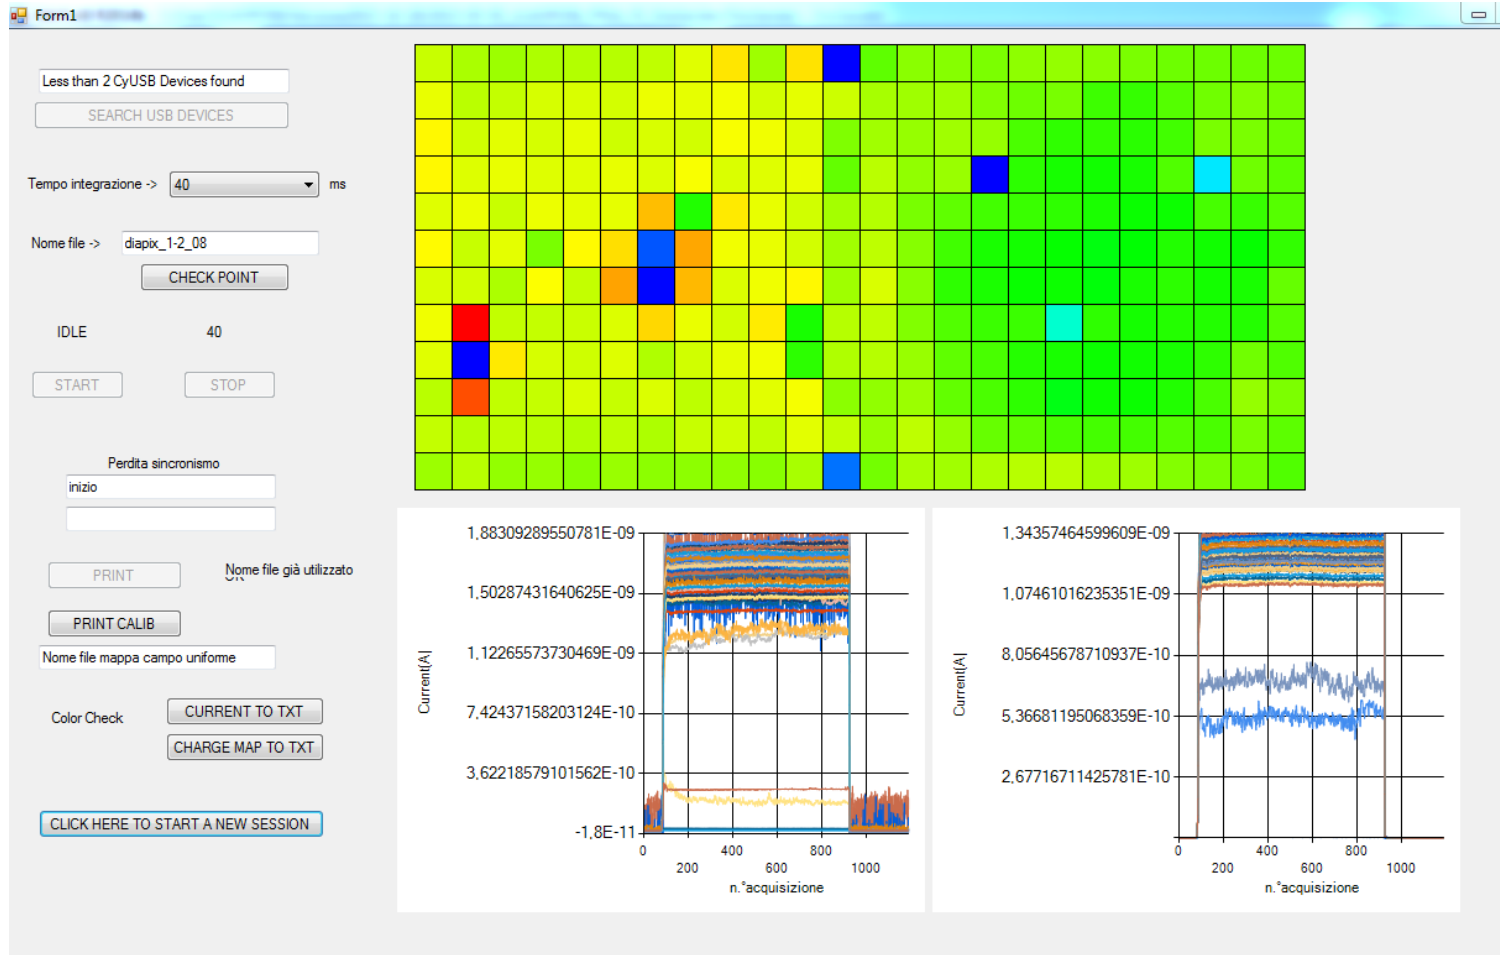 Form1
Less than 2 CyUSB Devices found
SEARCH USB DEVICES
Tempo integrazione -> 40 ms
Nome file -> diapix_1-2_08
CHECK POINT
IDLE 40
START STOP
Perdita sincronismo
inizio
PRINT Nome file già utilizzato
PRINT CALIB
Nome file mappa campo uniforme
Color Check CURRENT TO TXT
CHARGE MAP TO TXT
CLICK HERE TO START A NEW SESSION
1,88309289550781E-09
1,50287431640625E-09
1,12265573730469E-09
7,42437158203124E-10
3,62218579101562E-10
-1,8E-11
Current[A]
0 200 400 600 800 1000
n.°acquisizione
1,34357464599609E-09
1,07461016235351E-09
8,05645678710937E-10
5,36681195068359E-10
2,67716711425781E-10
Current[A]
0 200 400 600 800 1000
n.°acquisizione